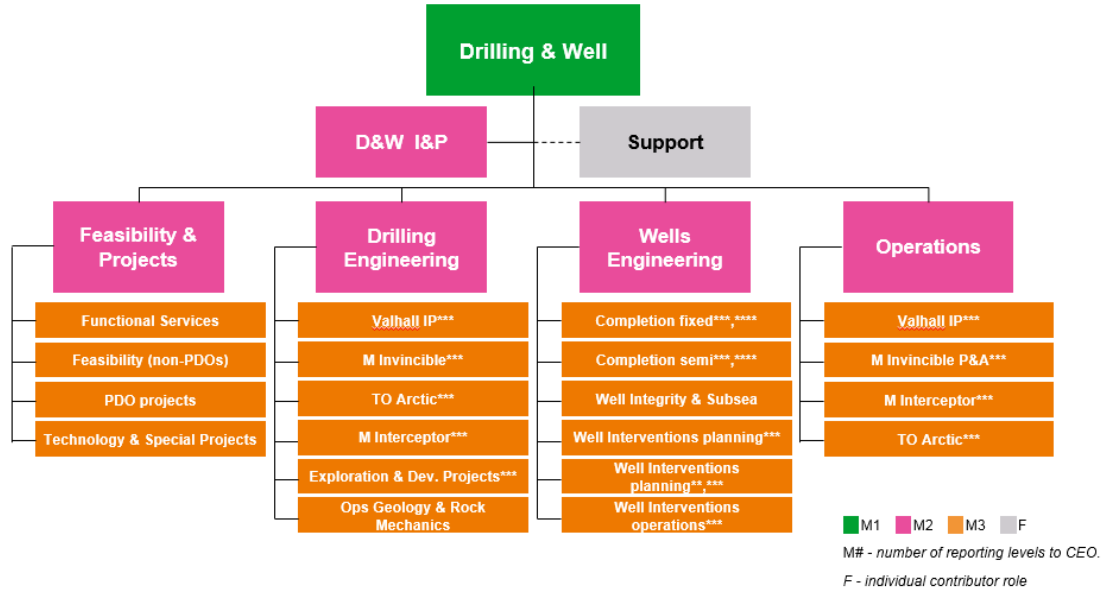 Drilling & Well
D&W I&P
Support
Feasibility &
Projects
Functional Services
Feasibility (non-PDOs)
PDO projects
Technology & Special Projects
Drilling
Engineering
Valhall IP***
M Invincible***
TO Arctic***
M Interceptor***
Exploration & Dev. Projects***
Ops Geology & Rock
Mechanics
Wells
Engineering
Completion fixed***,****
Completion semi***,****
Well Integrity & Subsea
Well Interventions planning***
Well Interventions
planning**,***
Well Interventions
operations***
Operations
Valhall IP***
M Invincible P&A***
M Interceptor***
TO Arctic***
M1 M2 M3 F
M# - number of reporting levels to CEO.
F - individual contributor role